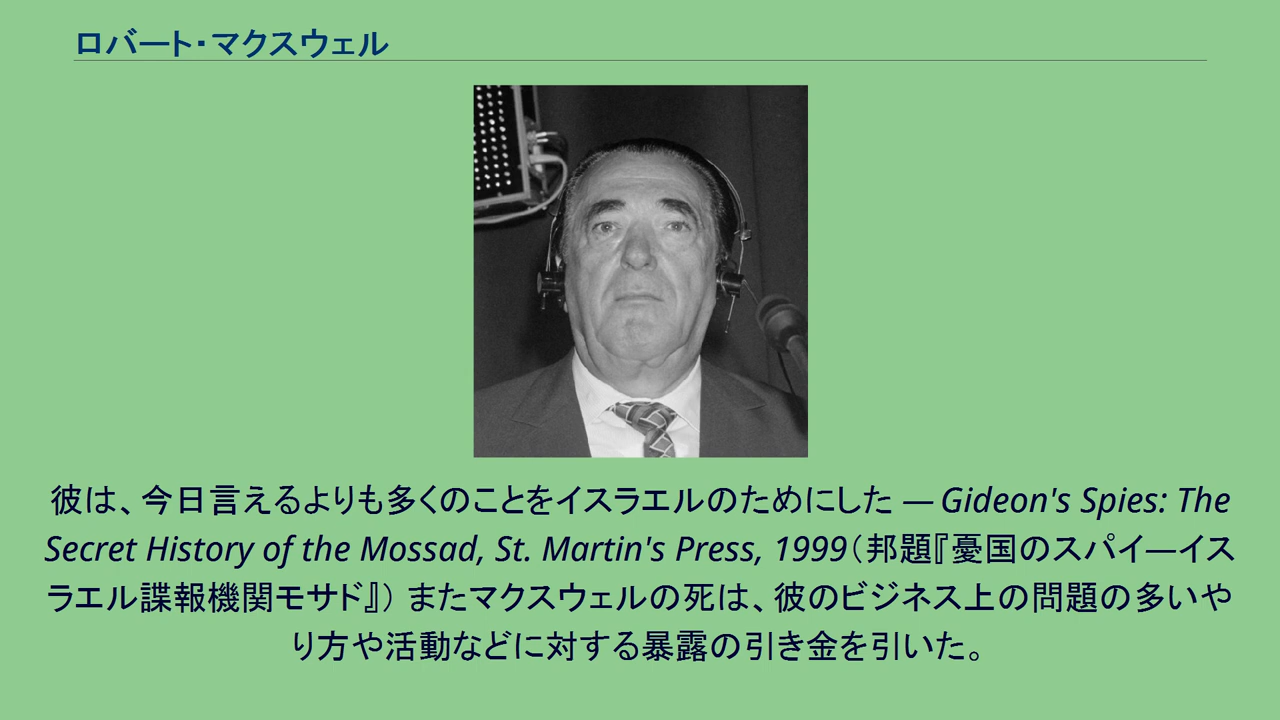 ロバート・マクスウェル
彼は、今日言えるよりも多くのことをイスラエルのためにした — Gideon's Spies: The
Secret History of the Mossad, St. Martin's Press, 1999（邦題『憂国のスパイ—イス
ラエル諜報機関モサド』） またマクスウェルの死は、彼のビジネス上の問題の多いや
り方や活動などに対する暴露の引き金を引いた。